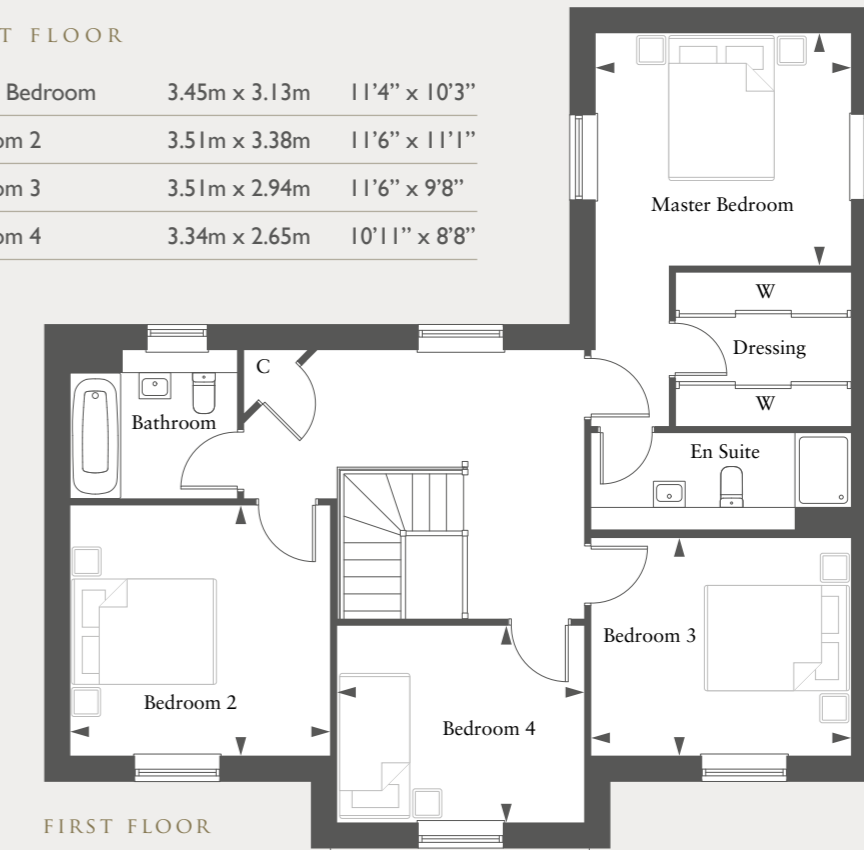 T FLOOR
Bedroom 3.45m x 3.13m 11’4” x 10’3”
om 2 3.51m x 3.38m 11’6” x 11’1”
om 3 3.51m x 2.94m 11’6” x 9’8”
om 4 3.34m x 2.65m 10’11” x 8’8”
Master Bedroom
W
Dressing
W
C
Bathroom
En Suite
Bedroom 3
Bedroom 2
Bedroom 4
FIRST FLOOR